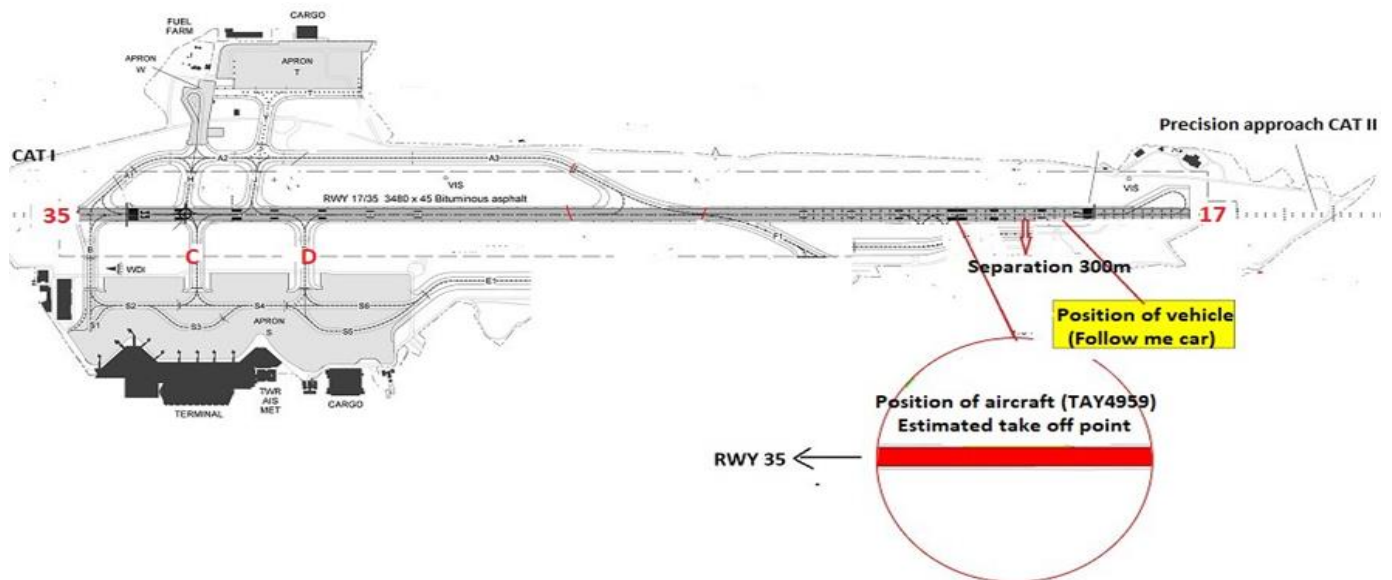 FUEL
FARM
CARGO
APRON
W
APRON
T
T
Precision approach CAT II
CAT I
A1
A2
A3
H
VIS
VIS
RWY 17/35 3480 x 45 Bituminous asphalt
35
17
B
C
D
F1
WDI
Separation 300m
E1
S2
S4
S6
S1
S3
APRON
S
S5
Position of vehicle
(Follow me car)
TERMINAL
TWR
AIS
MET
CARGO
Position of aircraft (TAY4959)
Estimated take off point
RWY 35